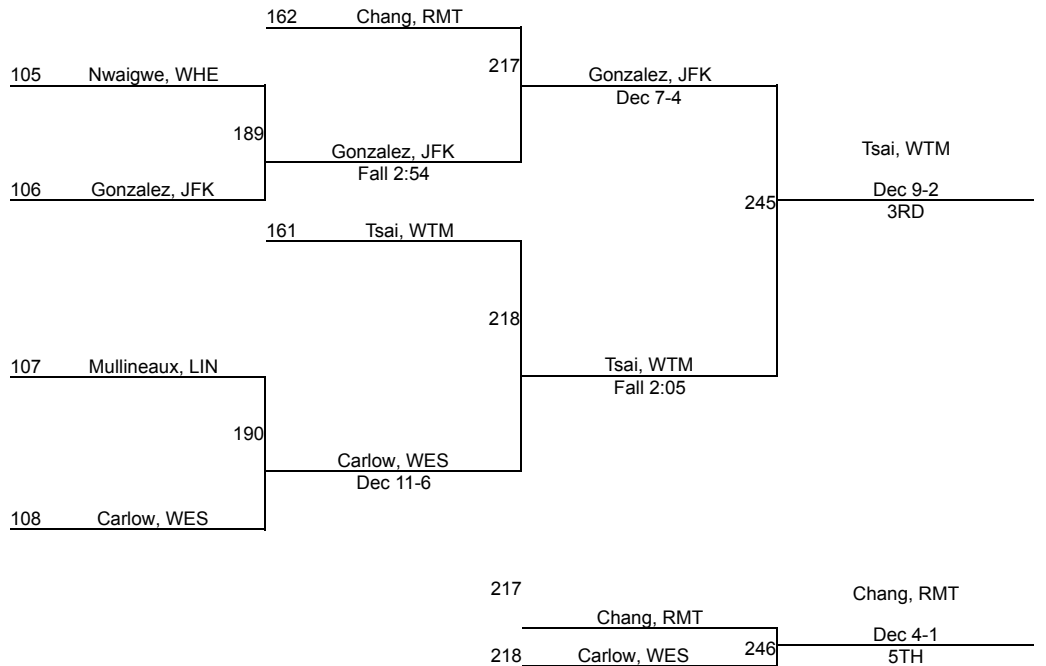 162 Chang, RMT
217
105 Nwaigwe, WHE
Gonzalez, JFK
Dec 7-4
189
Gonzalez, JFK
Fall 2:54
Tsai, WTM
106 Gonzalez, JFK
245
Dec 9-2
3RD
161 Tsai, WTM
218
107 Mullineaux, LIN
Tsai, WTM
Fall 2:05
190
Carlow, WES
Dec 11-6
108 Carlow, WES
217
Chang, RMT
Chang, RMT
246
Dec 4-1
5TH
218 Carlow, WES